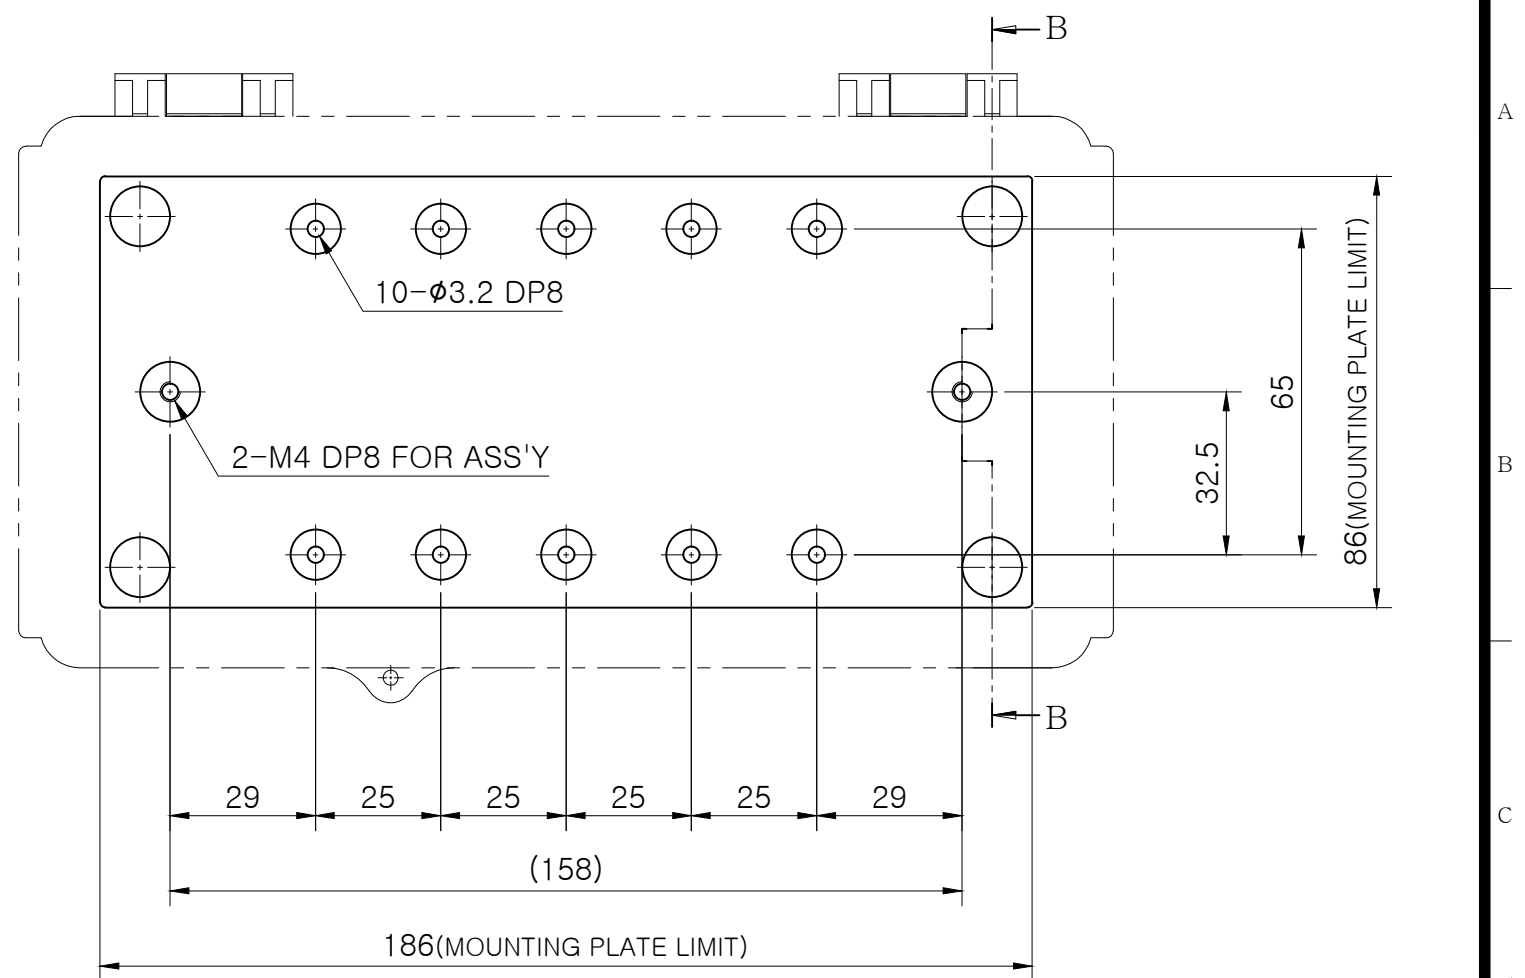 B
A
10-ϕ3.2 DP8
86(MOUNTING PLATE LIMIT)
65
2-M4 DP8 FOR ASS'Y
32.5
B
B
29
25
25
25
25
29
C
(158)
186(MOUNTING PLATE LIMIT)